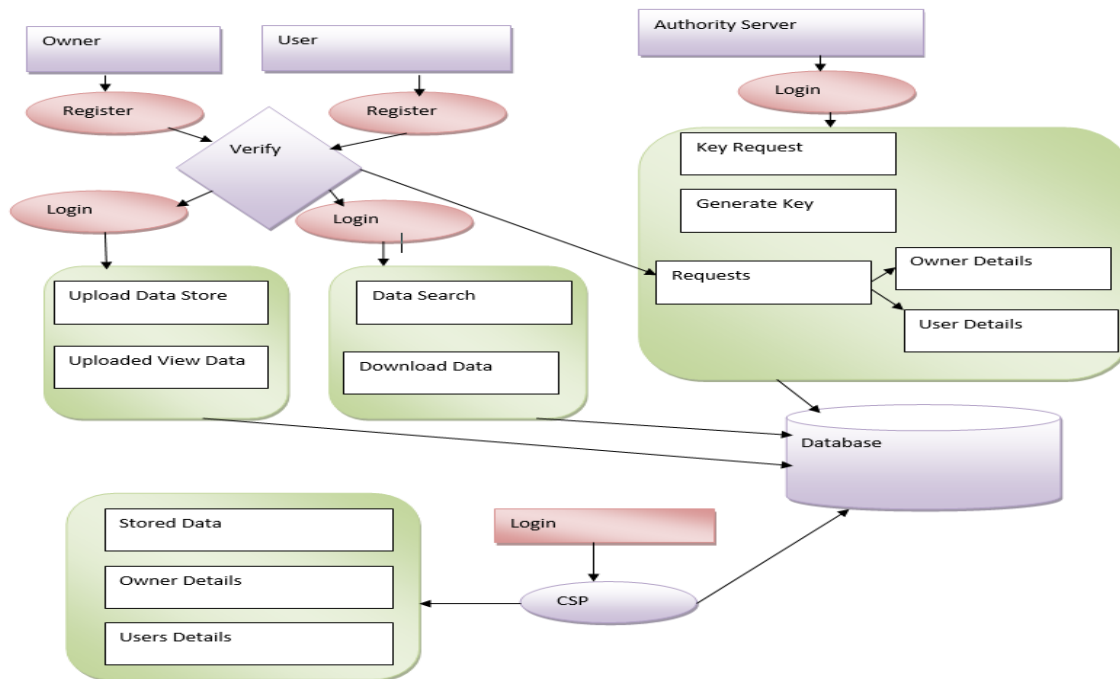 Owner
User
Authority Server
Register
Register
Login
Verify
Key Request
Login
Login
Generate Key
Requests
Owner Details
User Details
Upload Data Store
Uploaded View Data
Data Search
Download Data
Database
Stored Data
Owner Details
Users Details
Login
CSP